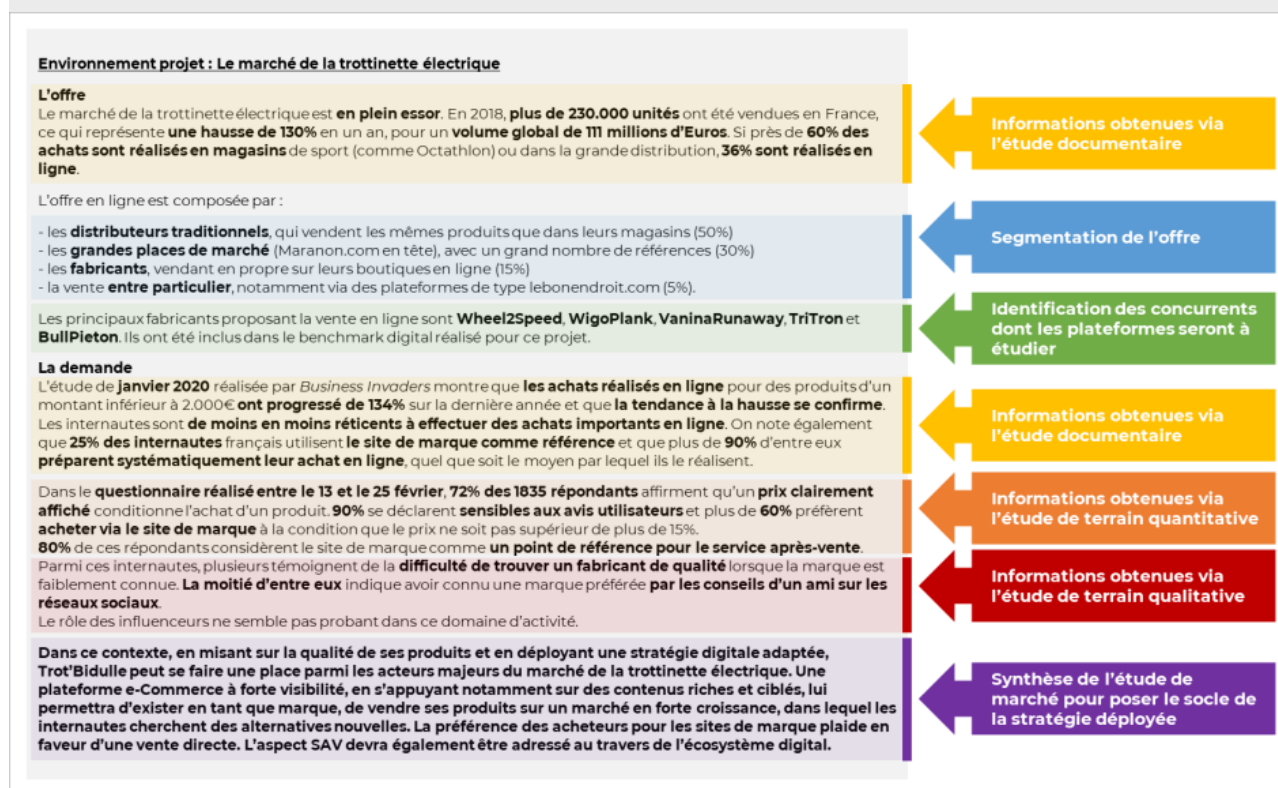 Environnement projet : Le marché de la trottinette électrique
L'offre
Le marché de la trottinette électrique est en plein essor. En 2018, plus de 230.000 unités ont été vendues en France,
ce qui représente une hausse de 130% en un an, pour un volume global de 111 millions d'Euros. Si près de 60% des
achats sont réalisés en magasins de sport (comme Octathlon) ou dans la grande distribution, 36% sont réalisés en
ligne.
Informations obtenues via
l'étude documentaire
L'offre en ligne est composée par :
- les distributeurs traditionnels, qui vendent les mêmes produits que dans leurs magasins (50%)
- les grandes places de marché (Maranon.com en tête), avec un grand nombre de références (30%)
- les fabricants, vendant en propre sur leurs boutiques en ligne (15%)
- la vente entre particulier, notamment via des plateformes de type lebonendroit.com (5%).
Segmentation de l'offre
Les principaux fabricants proposant la vente en ligne sont Wheel2Speed, WigoPlank, VaninaRunaway, TriTron et
BullPieton. Ils ont été inclus dans le benchmark digital réalisé pour ce projet.
Identification des concurrents
dont les plateformes seront à
étudier
La demande
L'étude de janvier 2020 réalisée par Business Invaders montre que les achats réalisés en ligne pour des produits d'un
montant inférieur à 2.000€ ont progressé de 134% sur la dernière année et que la tendance à la hausse se confirme.
Les internautes sont de moins en moins réticents à effectuer des achats importants en ligne. On note également
que 25% des internautes français utilisent le site de marque comme référence et que plus de 90% d'entre eux
préparent systématiquement leur achat en ligne, quel que soit le moyen par lequel ils le réalisent.
Informations obtenues via
l'étude documentaire
Dans le questionnaire réalisé entre le 13 et le 25 février, 72% des 1835 répondants affirment qu'un prix clairement
affiché conditionne l'achat d'un produit. 90% se déclarent sensibles aux avis utilisateurs et plus de 60% préfèrent
acheter via le site de marque à la condition que le prix ne soit pas supérieur de plus de 15%.
80% de ces répondants considèrent le site de marque comme un point de référence pour le service après-vente.
Informations obtenues via
l'étude de terrain quantitative
Parmi ces internautes, plusieurs témoignent de la difficulté de trouver un fabricant de qualité lorsque la marque est
faiblement connue. La moitié d'entre eux indique avoir connu une marque préférée par les conseils d'un ami sur les
réseaux sociaux.
Le rôle des influenceurs ne semble pas probant dans ce domaine d'activité.
Informations obtenues via
l'étude de terrain qualitative
Dans ce contexte, en misant sur la qualité de ses produits et en déployant une stratégie digitale adaptée,
Trot'Bidulle peut se faire une place parmi les acteurs majeurs du marché de la trottinette électrique. Une
plateforme e-Commerce à forte visibilité, en s'appuyant notamment sur des contenus riches et ciblés, lui
permettra d'exister en tant que marque, de vendre ses produits sur un marché en forte croissance, dans lequel les
internautes cherchent des alternatives nouvelles. La préférence des acheteurs pour les sites de marque plaide en
faveur d'une vente directe. L'aspect SAV devra également être adressé au travers de l'écosystème digital.
Synthèse de l'étude de
marché pour poser le socle de
la stratégie déployée